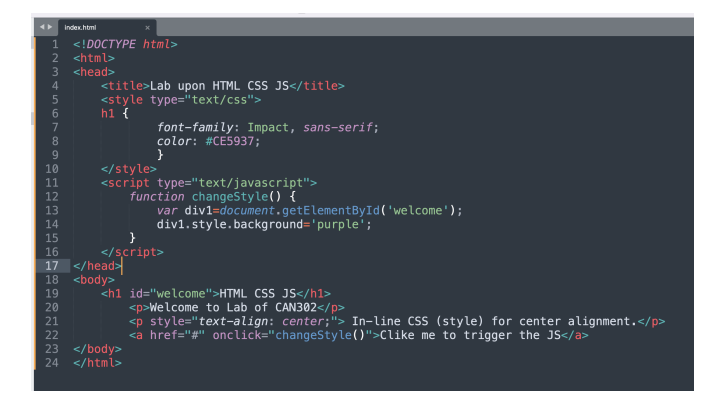 index.html ×
1 <!DOCTYPE html>
2 <html>
3 <head>
4     <title>Lab upon HTML CSS JS</title>
5     <style type="text/css">
6     h1 {
7             font-family: Impact, sans-serif;
8             color: #CE5937;
9             }
10     </style>
11     <script type="text/javascript">
12         function changeStyle() {
13             var div1=document.getElementById('welcome');
14             div1.style.background='purple';
15         }
16     </script>
17 </head>
18 <body>
19     <h1 id="welcome">HTML CSS JS</h1>
20         <p>Welcome to Lab of CAN302</p>
21         <p style="text-align: center;"> In-line CSS (style) for center alignment.</p>
22         <a href="#" onclick="changeStyle()">Clike me to trigger the JS</a>
23 </body>
24 </html>